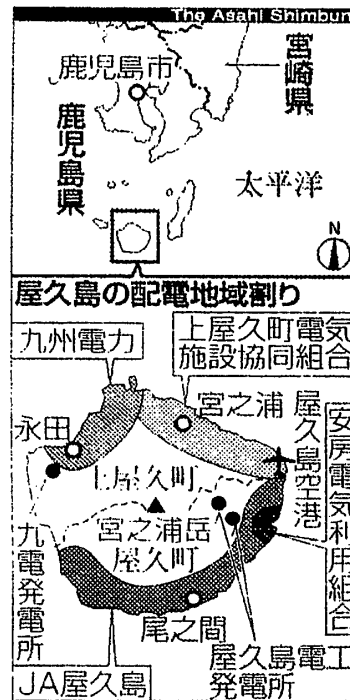 The Asahi Shimbun
宮崎県
鹿児島市
鹿児島県
太平洋
N
屋久島の配電地域割り
九州電力
上屋久町電気
施設協同組合
宮之浦
屋久島空港
安房電気利用組合
永田
上屋久町
宮之浦岳
屋久町
九電発電所
尾之間
屋久島電工
発電所
JA屋久島